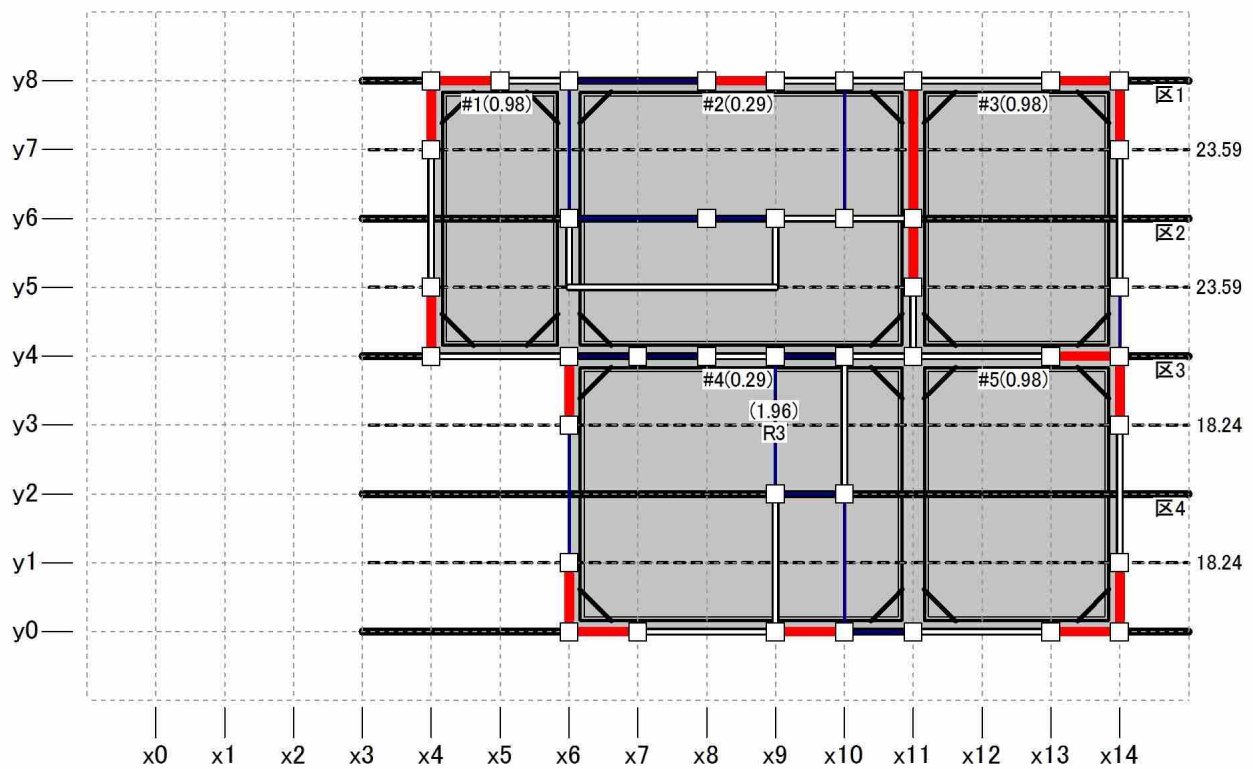 y8
区1
#1(0.98) #2(0.29) #3(0.98)
y7 23.59
y6
区2
y5 23.59
y4
区3
#4(0.29) #5(0.98)
(1.96)
R3
y3 18.24
y2
区4
y1 18.24
y0
x0 x1 x2 x3 x4 x5 x6 x7 x8 x9 x10 x11 x12 x13 x14